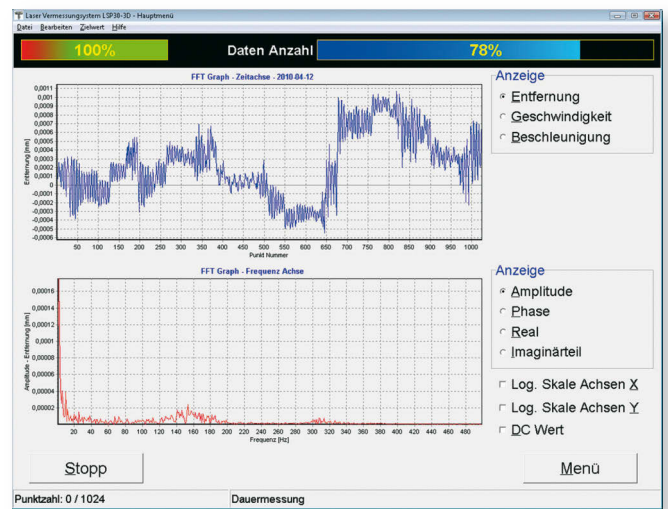 Laser Vermessungsystem LSP30-3D - Hauptmenü
Datei Bearbeiten Zielwert Hilfe
100% Daten Anzahl 78%
FFT Graph - Zeitachse - 2010-04-12
Entfernung [mm]
0,0011
0,001
0,0009
0,0008
0,0007
0,0006
0,0005
0,0004
0,0003
0,0002
0,0001
0
-0,0001
-0,0002
-0,0003
-0,0004
-0,0005
-0,0006
50 100 150 200 250 300 350 400 450 500 550 600 650 700 750 800 850 900 950 1000
Punkt Nummer
Anzeige
Entfernung
Geschwindigkeit
Beschleunigung
FFT Graph - Frequenz Achse
Amplitude - Entfernung [mm]
0,00016
0,00014
0,00012
0,0001
0,00008
0,00006
0,00004
0,00002
20 40 60 80 100 120 140 160 180 200 220 240 260 280 300 320 340 360 380 400 420 440 460 480
Frequenz [Hz]
Anzeige
Amplitude
Phase
Real
Imaginärteil
Log. Skale Achsen X
Log. Skale Achsen Y
DC Wert
Stopp
Menü
Punktzahl: 0 / 1024
Dauermessung